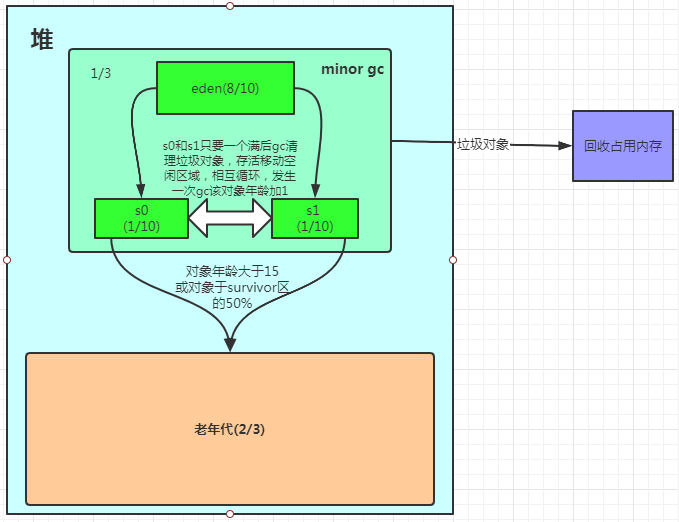 堆
1/3
minor gc
eden(8/10)
s0和s1只要一个满后gc清
理垃圾对象，存活移动空
闲区域，相互循环，发生
一次gc该对象年龄加1
s0
(1/10)
s1
(1/10)
垃圾对象
回收占用内存
对象年龄大于15
或对象于survivor区
的50%
老年代(2/3)